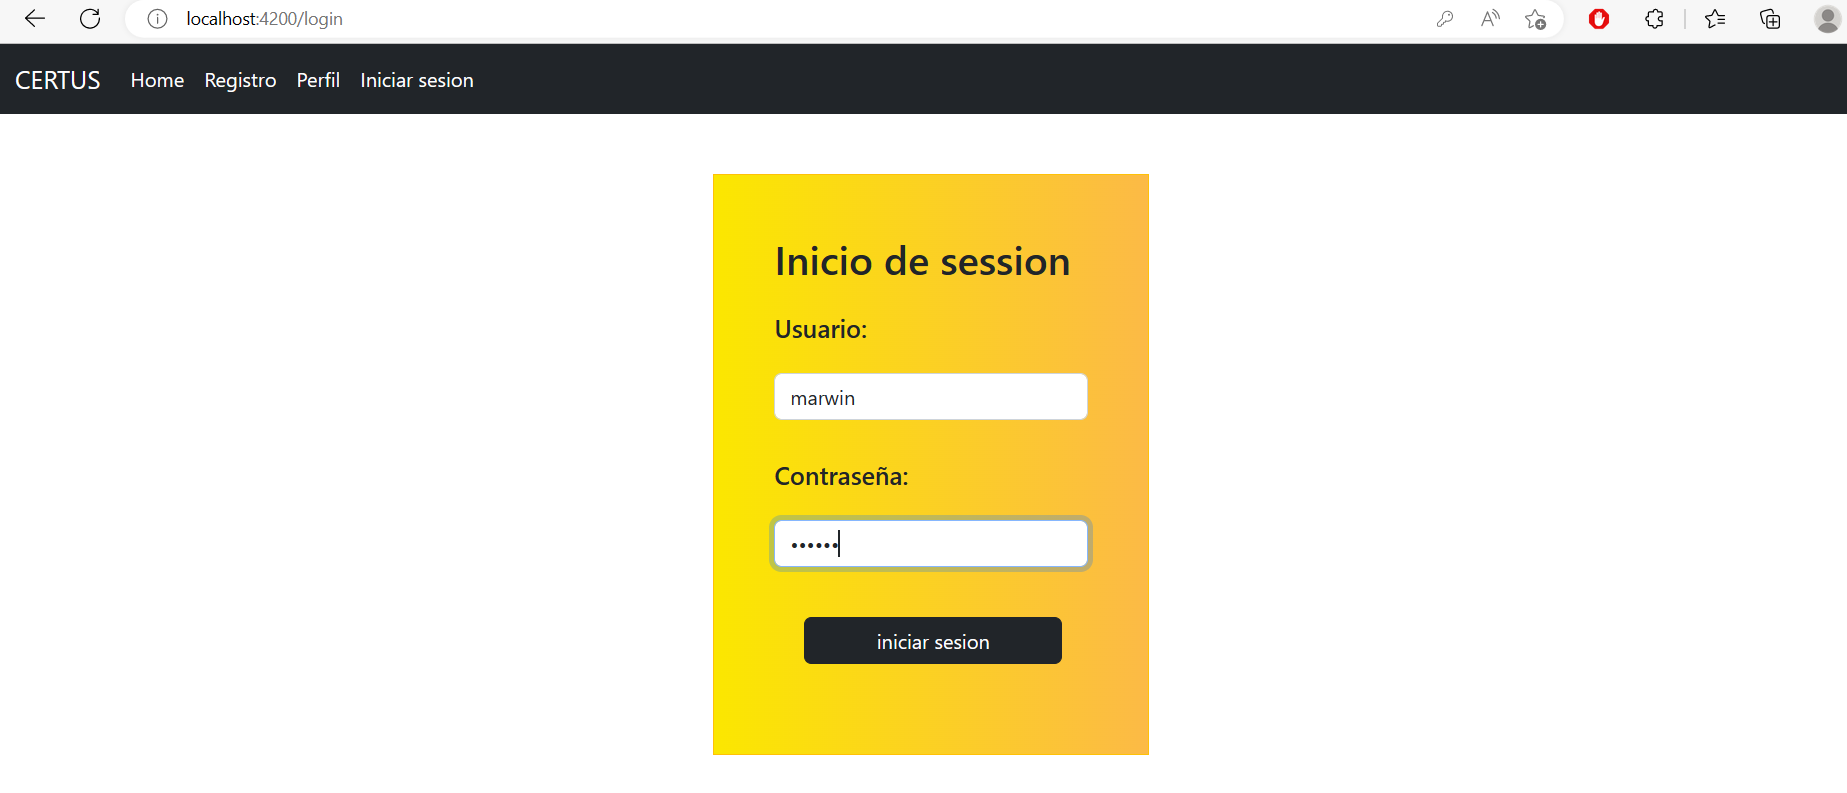 localhost:4200/login
CERTUS Home Registro Perfil Iniciar sesion
Inicio de session
Usuario:
marwin
Contraseña:
••••••
iniciar sesion